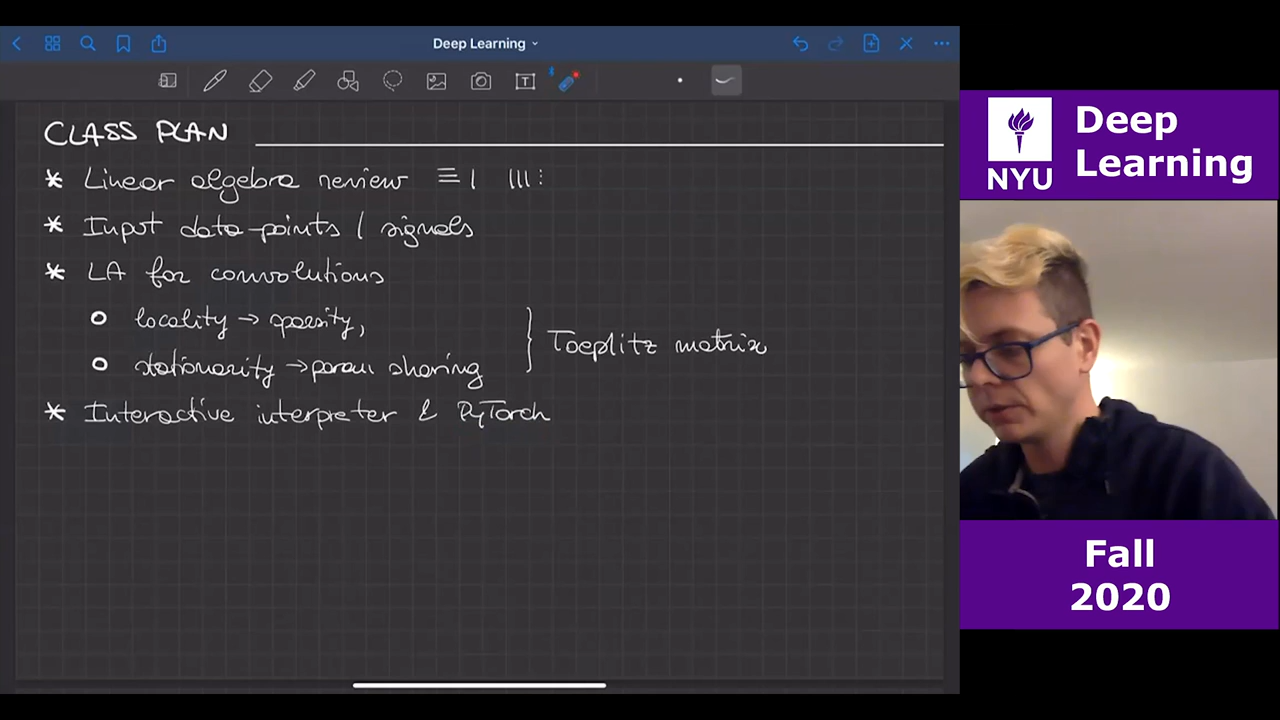 Deep Learning
CLASS PLAN
* Linear algebra review ≡| |||⋮
* Input data-points / signals
* LA for convolutions
o locality → sparsity,
o stationarity → param sharing
} Toeplitz matrix
* Interactive interpreter & PyTorch
NYU
Deep
Learning
Fall
2020